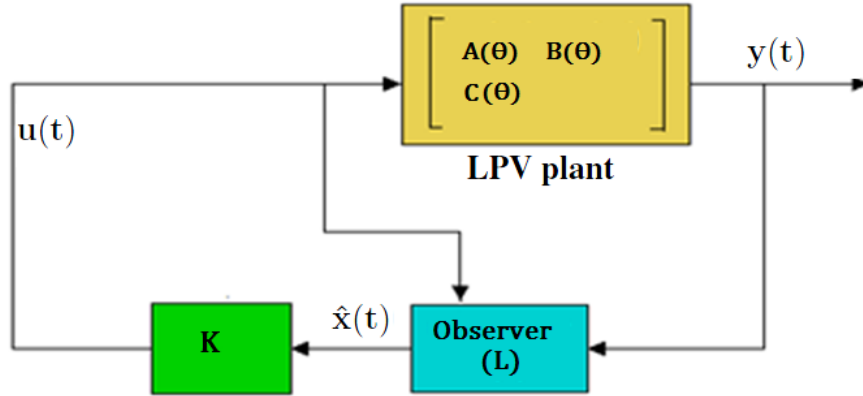 A(θ) B(θ)
C(θ)
y(t)
u(t)
LPV plant
K
x̂(t)
Observer
(L)